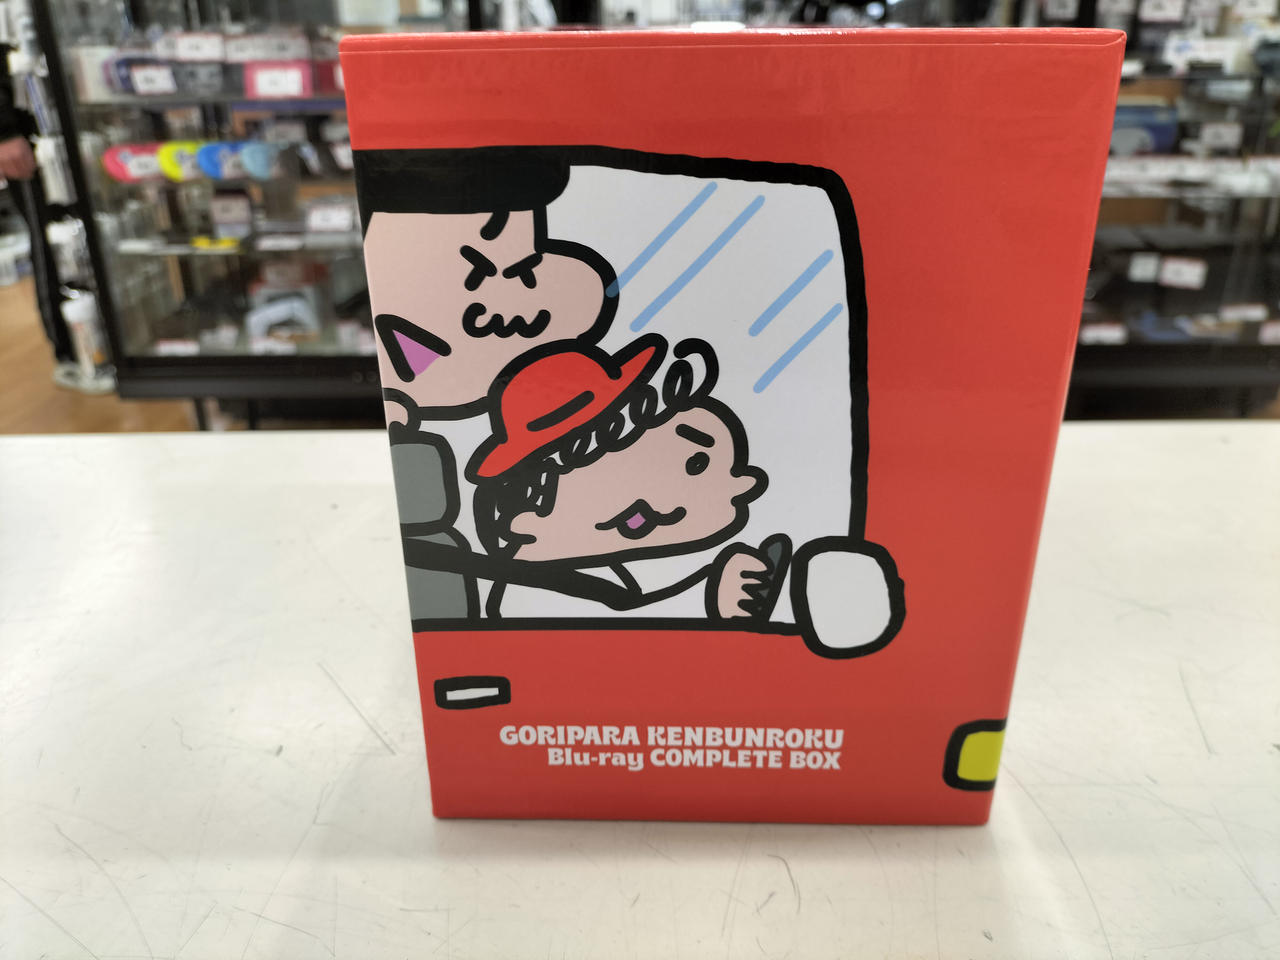 GORIPARA KENBUNROKU
Blu-ray COMPLETE BOX